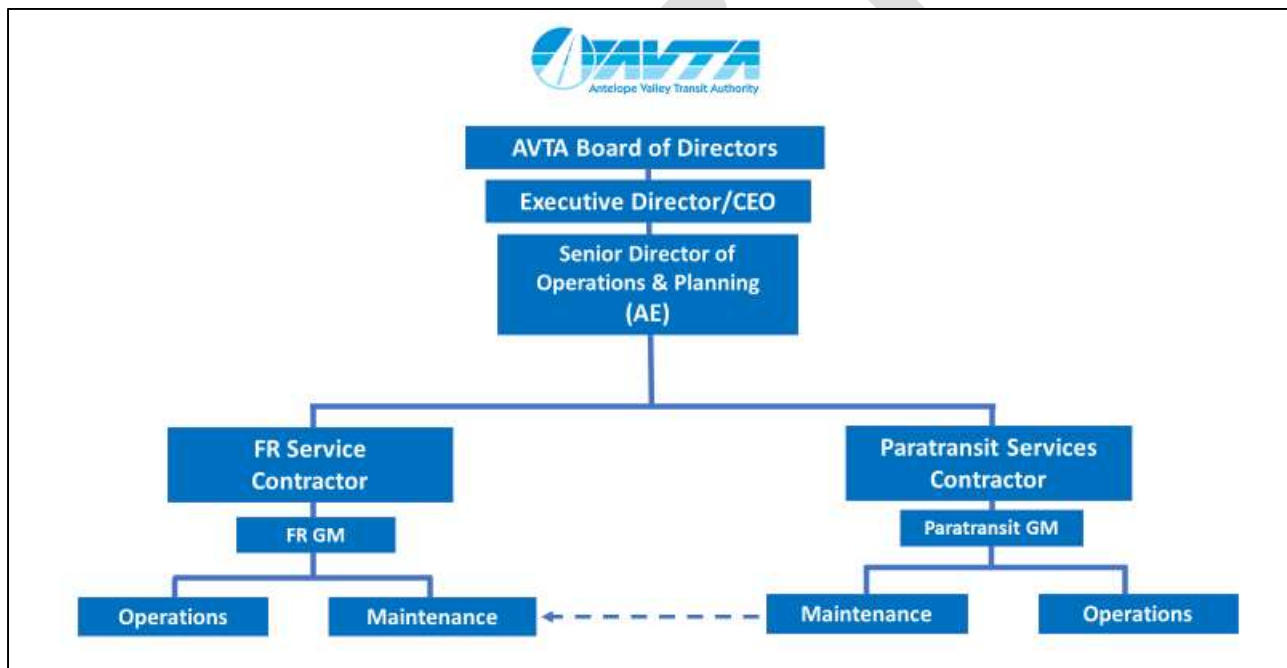 AVTA
Antelope Valley Transit Authority
AVTA Board of Directors
Executive Director/CEO
Senior Director of
Operations & Planning
(AE)
FR Service
Contractor
Paratransit Services
Contractor
FR GM
Paratransit GM
Operations
Maintenance
Maintenance
Operations